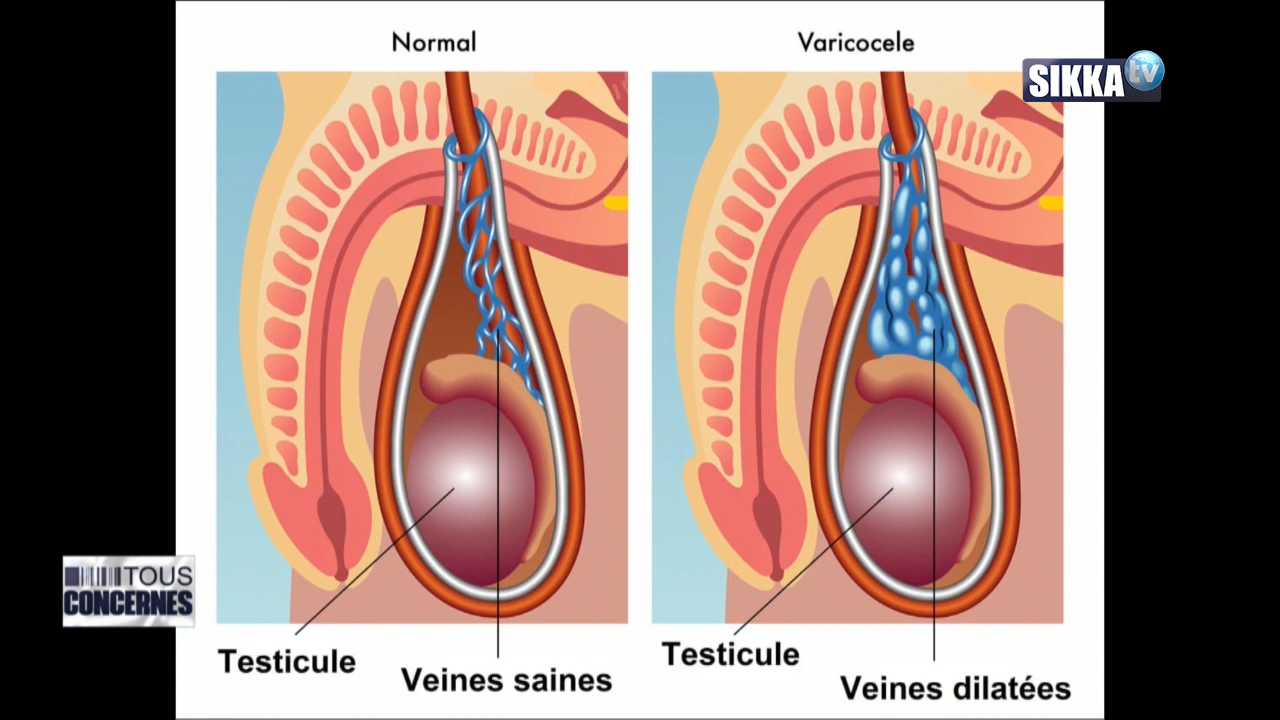 Normal
Varicocele
SIKKA tv
TOUS
CONCERNES
Testicule
Veines saines
Testicule
Veines dilatées